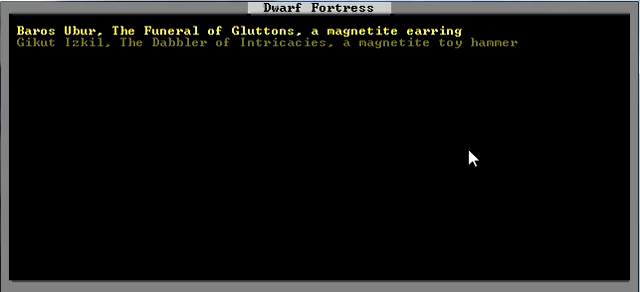 Dwarf Fortress
Baros Ubur, The Funeral of Gluttons, a magnetite earring
Gikut Izkil, The Dabbler of Intricacies, a magnetite toy hammer